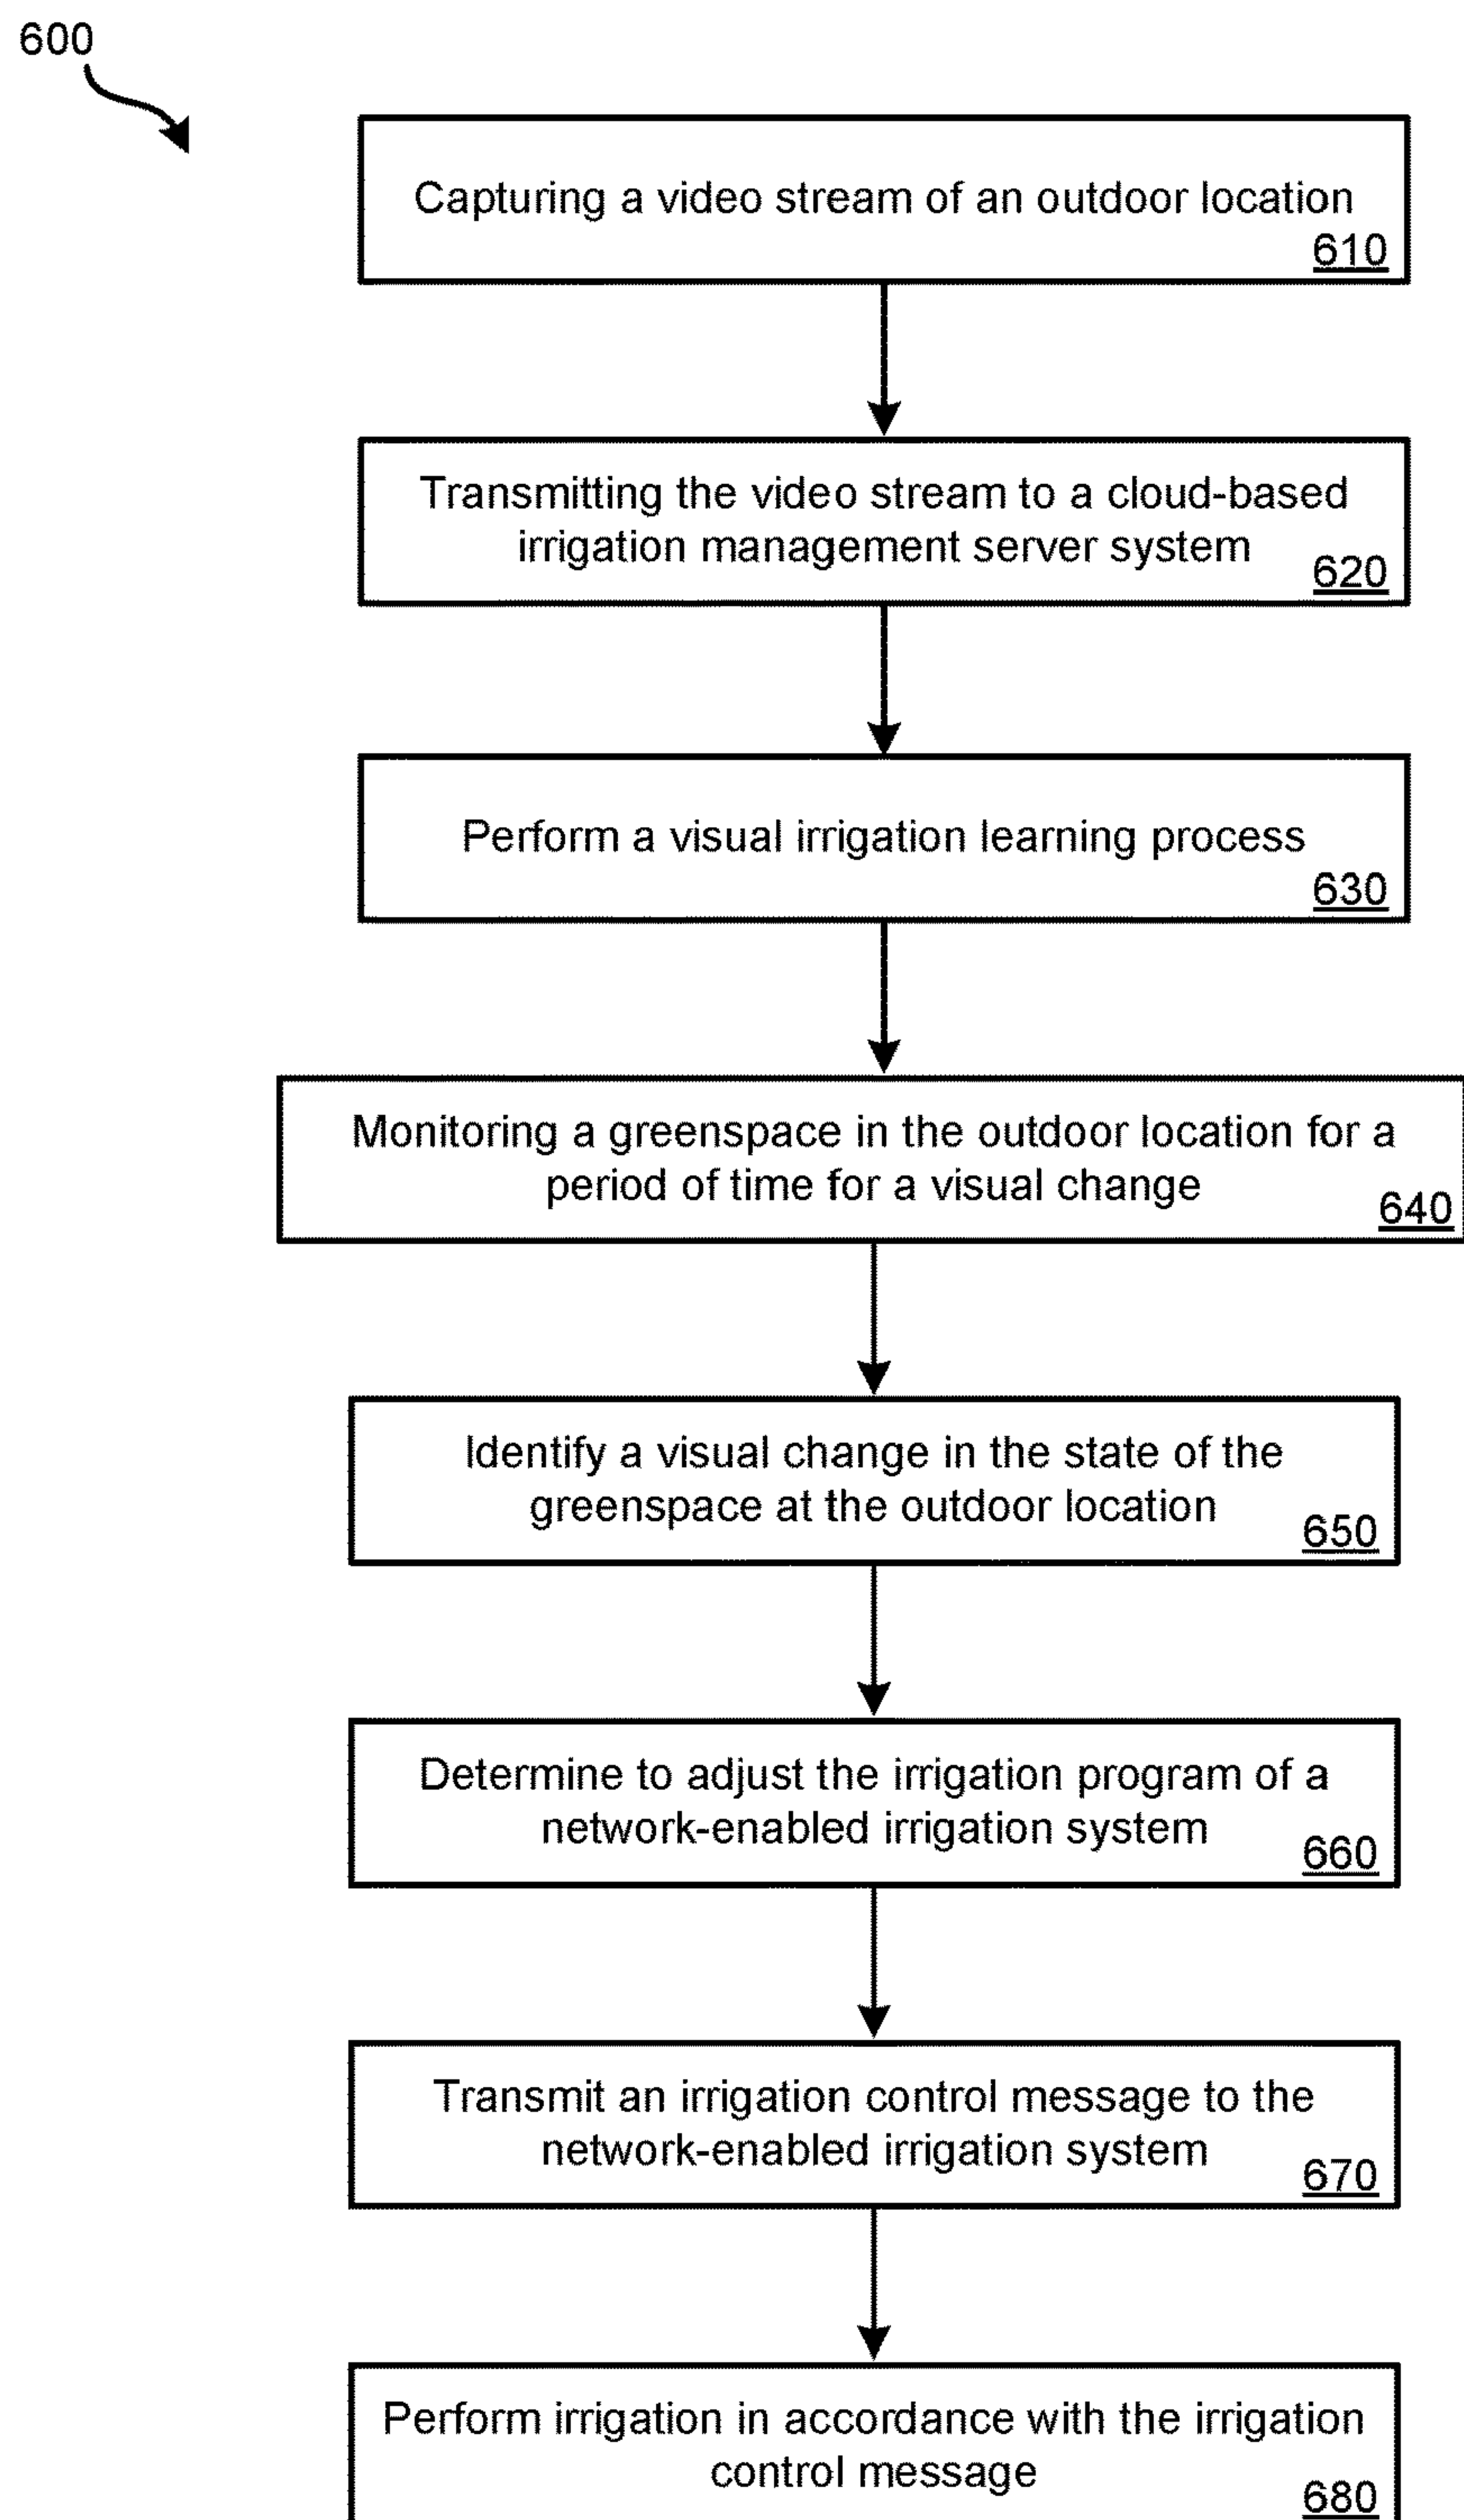 600
Capturing a video stream of an outdoor location
610
Transmitting the video stream to a cloud-based
irrigation management server system
620
Perform a visual irrigation learning process
630
Monitoring a greenspace in the outdoor location for a
period of time for a visual change
640
Identify a visual change in the state of the
greenspace at the outdoor location
650
Determine to adjust the irrigation program of a
network-enabled irrigation system
660
Transmit an irrigation control message to the
network-enabled irrigation system
670
Perform irrigation in accordance with the irrigation
control message
680